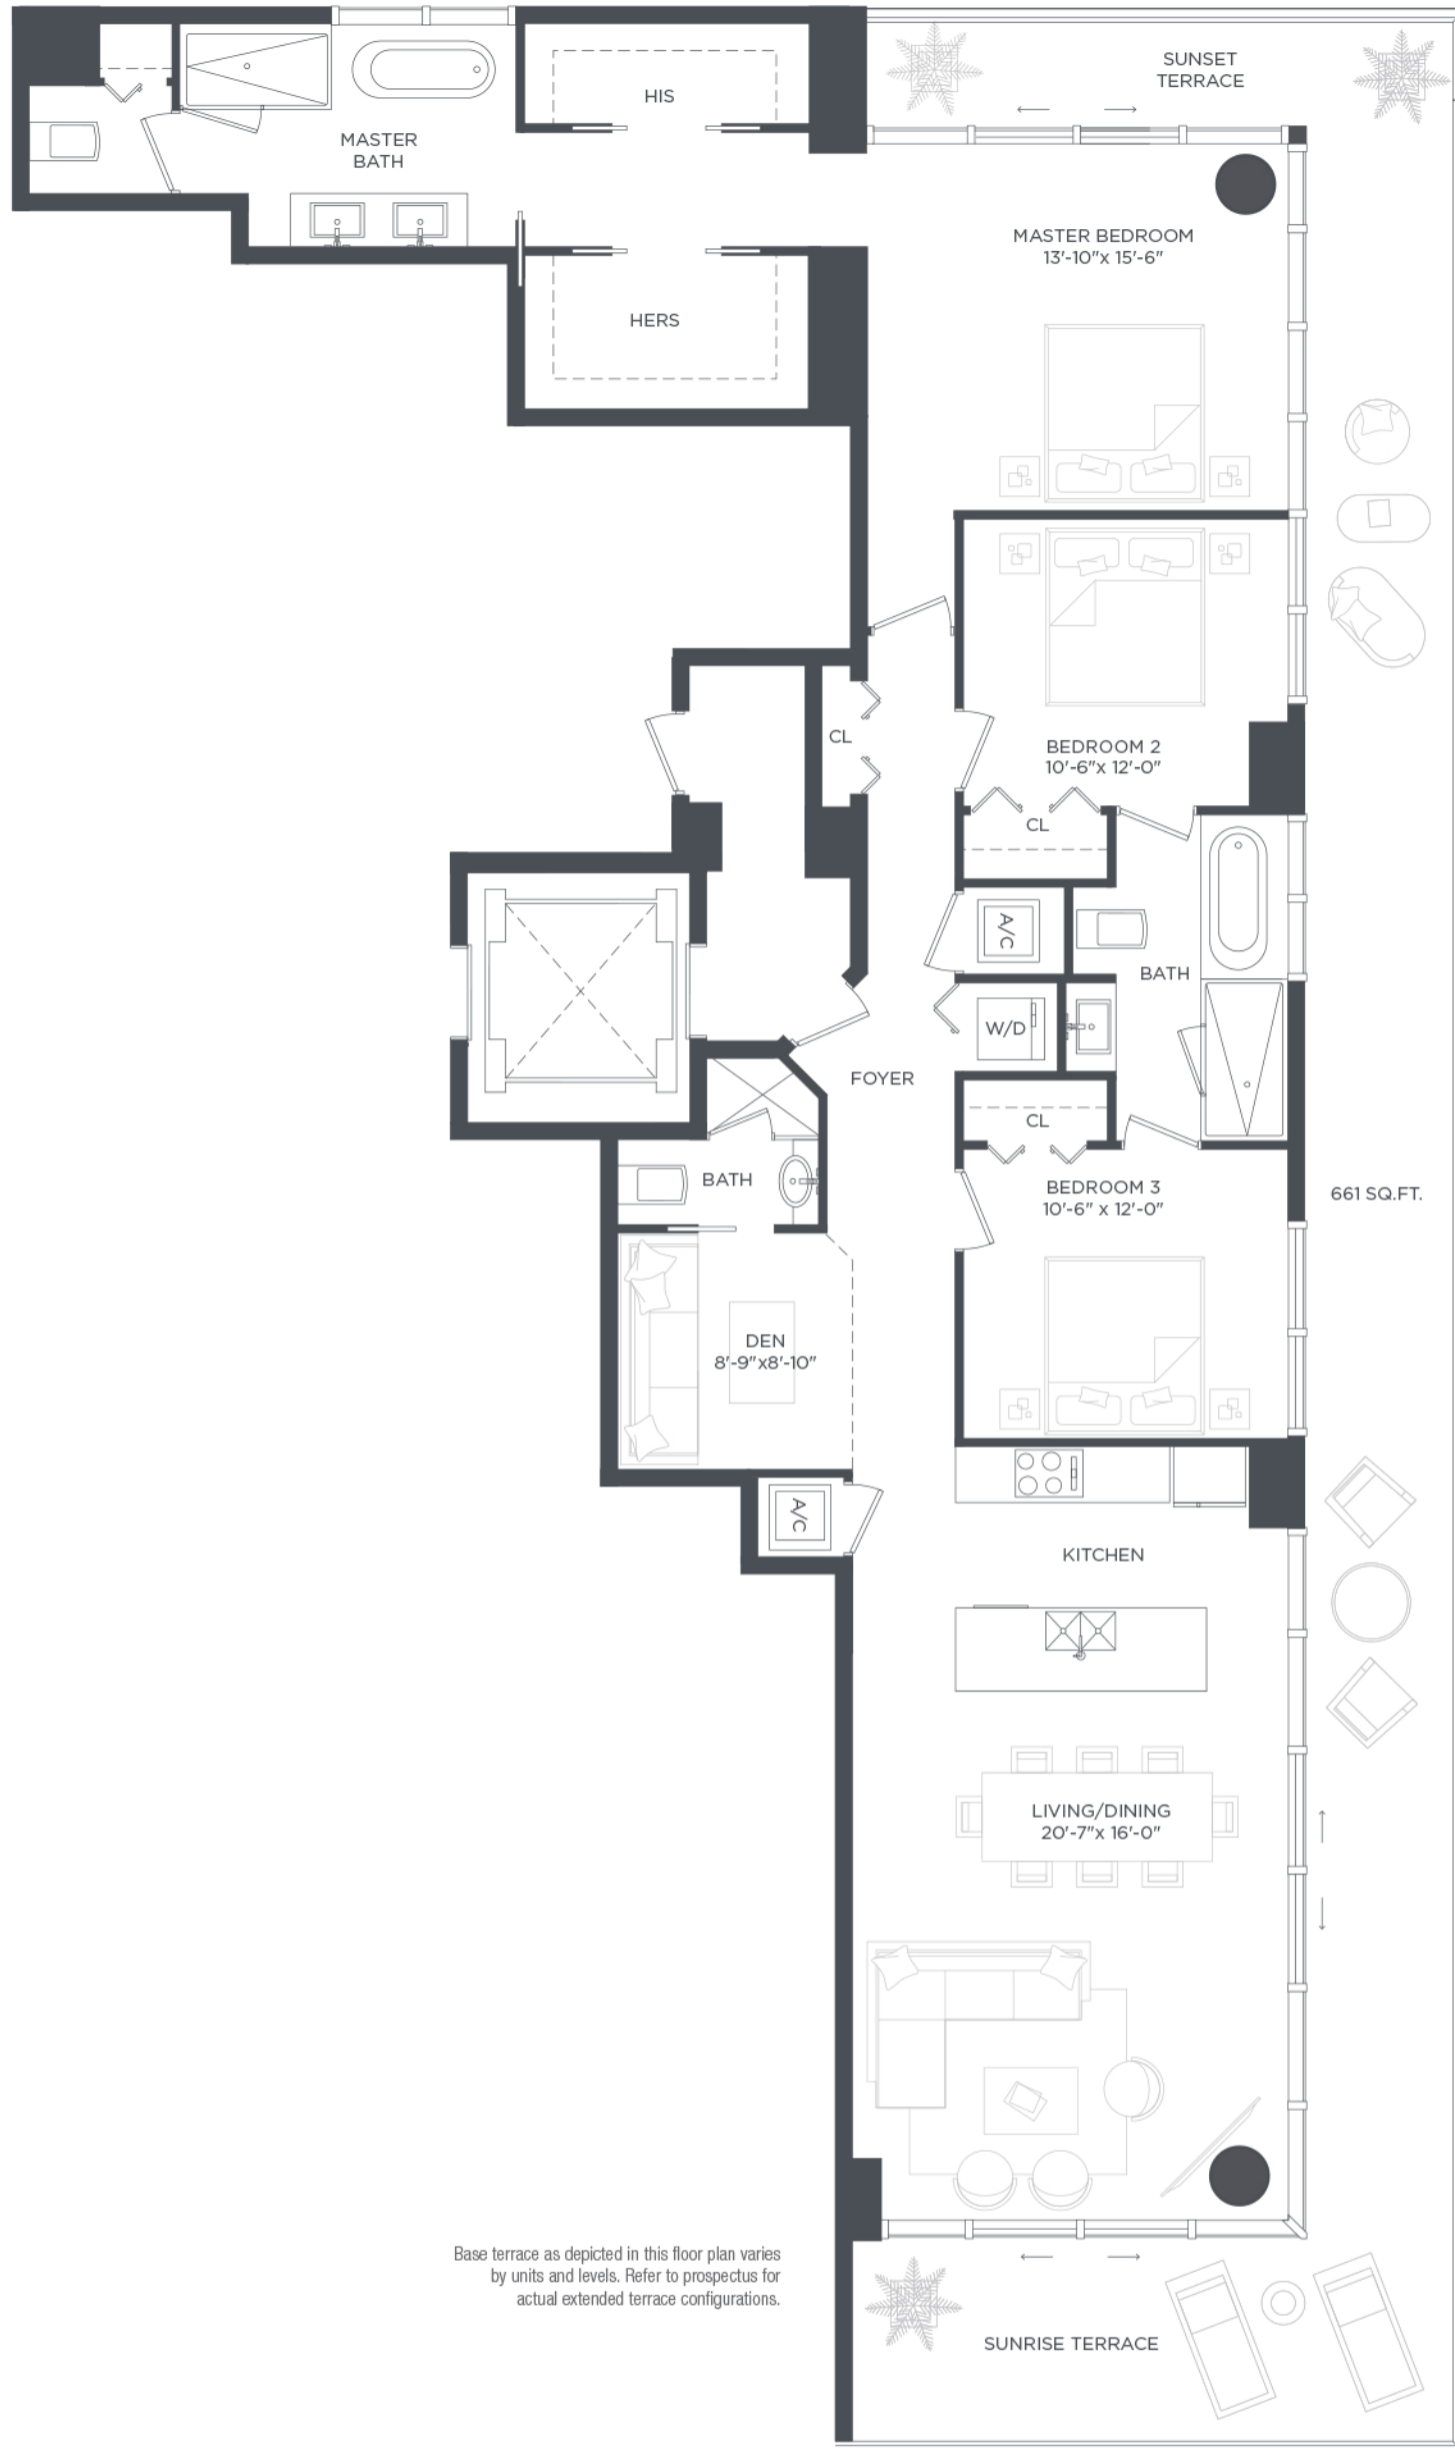 SUNSET
TERRACE
HIS
MASTER
BATH
MASTER BEDROOM
13'-10"x 15'-6"
HERS
CL
BEDROOM 2
10'-6"x 12'-0"
CL
A/C
BATH
W/D
FOYER
CL
BATH
BEDROOM 3
10'-6" x 12'-0"
661 SQ.FT.
DEN
8'-9"x8'-10"
A/C
KITCHEN
LIVING/DINING
20'-7"x 16'-0"
Base terrace as depicted in this floor plan varies
by units and levels. Refer to prospectus for
actual extended terrace configurations.
SUNRISE TERRACE